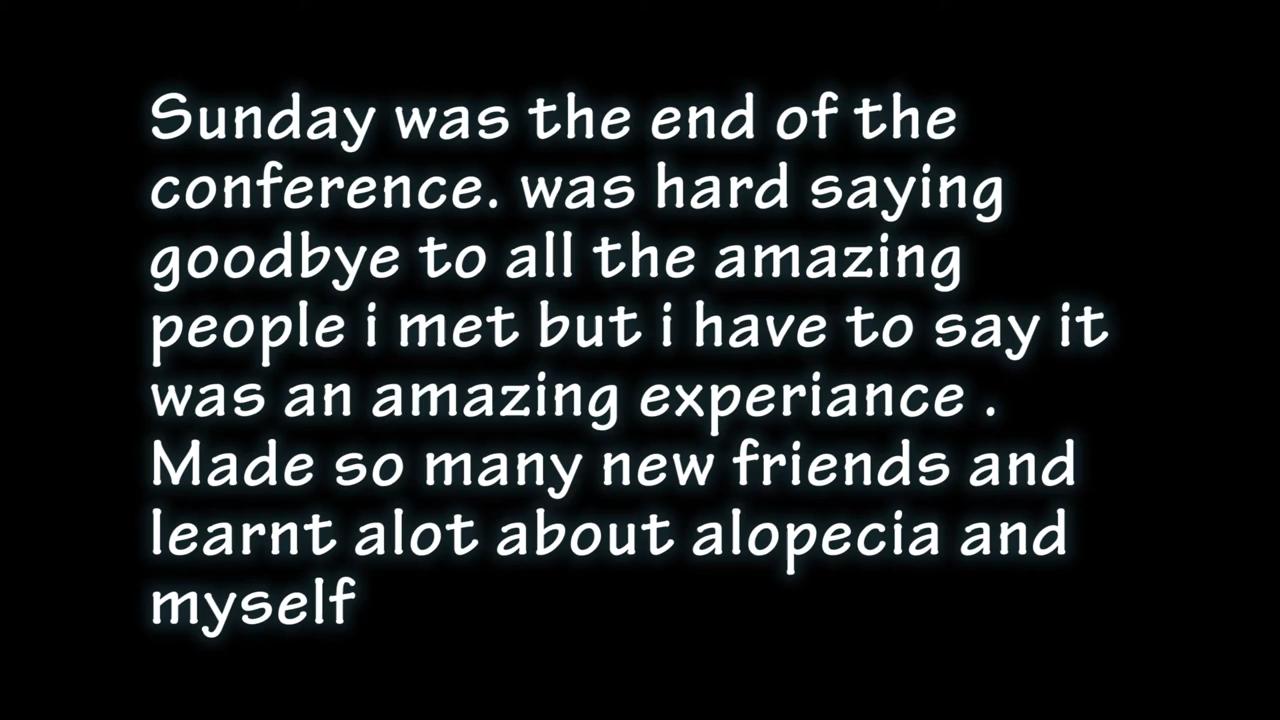 Sunday was the end of the
conference. was hard saying
goodbye to all the amazing
people i met but i have to say it
was an amazing experiance .
Made so many new friends and
learnt alot about alopecia and
myself